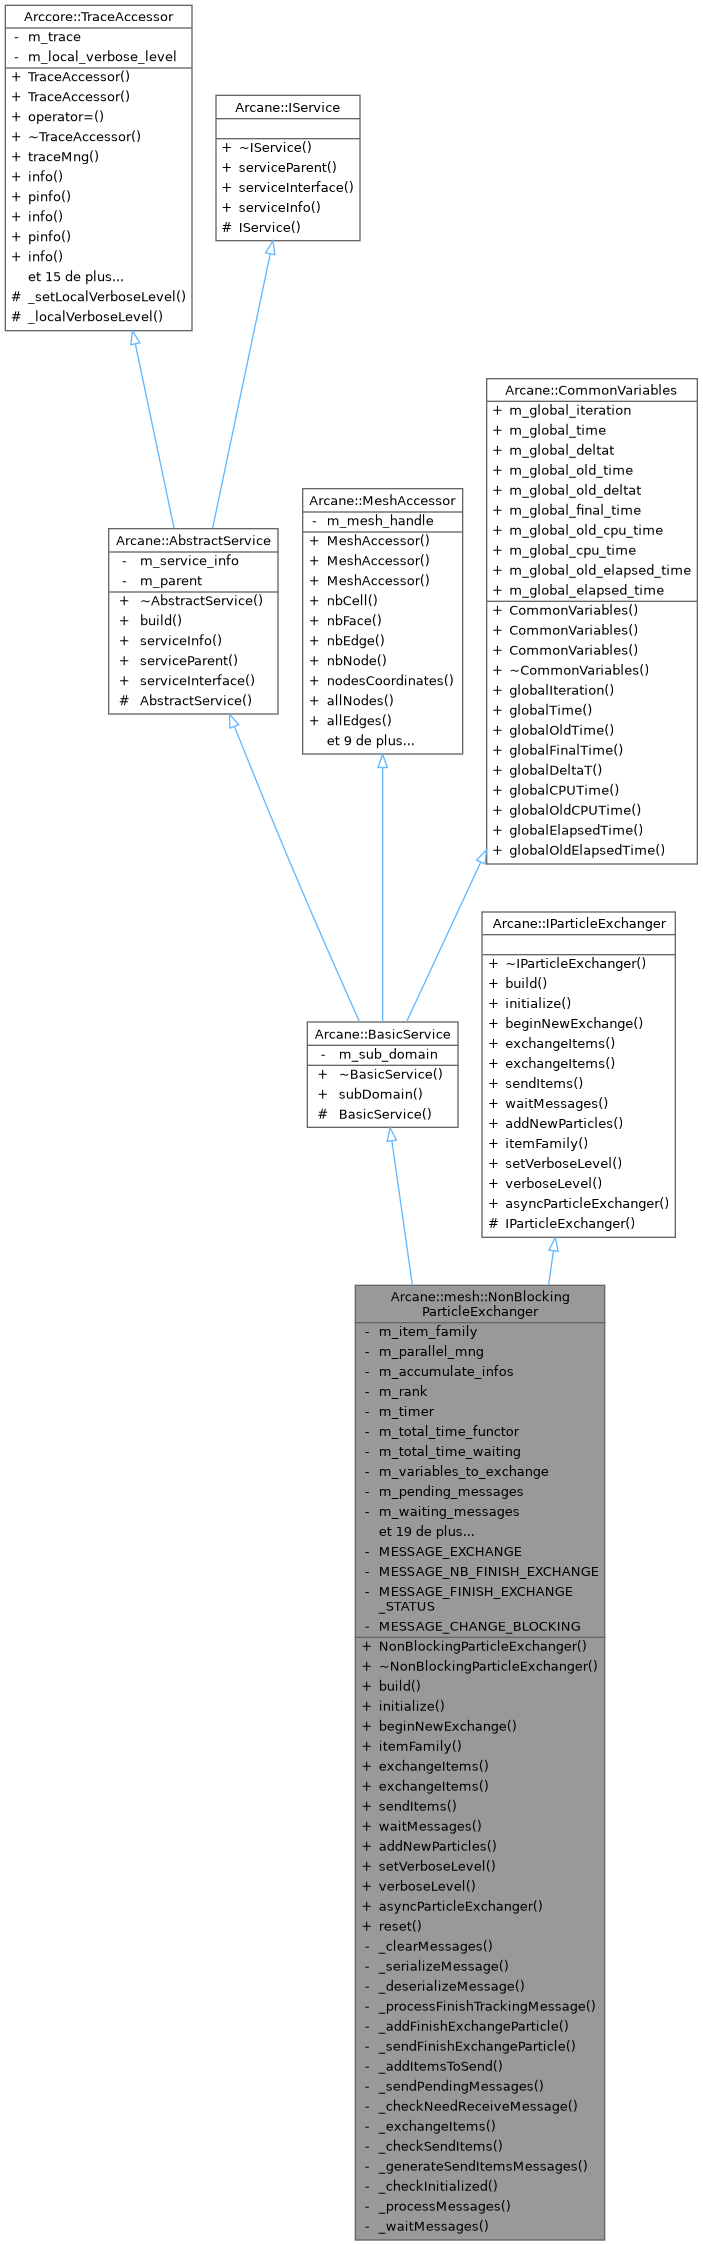 Arccore::TraceAccessor
- m_trace
- m_local_verbose_level
+ TraceAccessor()
+ TraceAccessor()
+ operator=()
+ ~TraceAccessor()
+ traceMng()
+ info()
+ pinfo()
+ info()
+ pinfo()
+ info()
et 15 de plus...
# _setLocalVerboseLevel()
# _localVerboseLevel()
Arcane::IService
+ ~IService()
+ serviceParent()
+ serviceInterface()
+ serviceInfo()
# IService()
Arcane::CommonVariables
+ m_global_iteration
+ m_global_time
+ m_global_deltat
+ m_global_old_time
+ m_global_old_deltat
+ m_global_final_time
+ m_global_old_cpu_time
+ m_global_cpu_time
+ m_global_old_elapsed_time
+ m_global_elapsed_time
+ CommonVariables()
+ CommonVariables()
+ CommonVariables()
+ ~CommonVariables()
+ globalIteration()
+ globalTime()
+ globalOldTime()
+ globalFinalTime()
+ globalDeltaT()
+ globalCPUTime()
+ globalOldCPUTime()
+ globalElapsedTime()
+ globalOldElapsedTime()
Arcane::MeshAccessor
- m_mesh_handle
+ MeshAccessor()
+ MeshAccessor()
+ MeshAccessor()
+ nbCell()
+ nbFace()
+ nbEdge()
+ nbNode()
+ nodesCoordinates()
+ allNodes()
+ allEdges()
et 9 de plus...
Arcane::AbstractService
- m_service_info
- m_parent
+ ~AbstractService()
+ build()
+ serviceInfo()
+ serviceParent()
+ serviceInterface()
# AbstractService()
Arcane::IParticleExchanger
+ ~IParticleExchanger()
+ build()
+ initialize()
+ beginNewExchange()
+ exchangeItems()
+ exchangeItems()
+ sendItems()
+ waitMessages()
+ addNewParticles()
+ itemFamily()
+ setVerboseLevel()
+ verboseLevel()
+ asyncParticleExchanger()
# IParticleExchanger()
Arcane::BasicService
- m_sub_domain
+ ~BasicService()
+ subDomain()
# BasicService()
Arcane::mesh::NonBlocking
ParticleExchanger
- m_item_family
- m_parallel_mng
- m_accumulate_infos
- m_rank
- m_timer
- m_total_time_functor
- m_total_time_waiting
- m_variables_to_exchange
- m_pending_messages
- m_waiting_messages
et 19 de plus...
- MESSAGE_EXCHANGE
- MESSAGE_NB_FINISH_EXCHANGE
- MESSAGE_FINISH_EXCHANGE
_STATUS
- MESSAGE_CHANGE_BLOCKING
+ NonBlockingParticleExchanger()
+ ~NonBlockingParticleExchanger()
+ build()
+ initialize()
+ beginNewExchange()
+ itemFamily()
+ exchangeItems()
+ exchangeItems()
+ sendItems()
+ waitMessages()
+ addNewParticles()
+ setVerboseLevel()
+ verboseLevel()
+ asyncParticleExchanger()
+ reset()
- _clearMessages()
- _serializeMessage()
- _deserializeMessage()
- _processFinishTrackingMessage()
- _addFinishExchangeParticle()
- _sendFinishExchangeParticle()
- _addItemsToSend()
- _sendPendingMessages()
- _checkNeedReceiveMessage()
- _exchangeItems()
- _checkSendItems()
- _generateSendItemsMessages()
- _checkInitialized()
- _processMessages()
- _waitMessages()